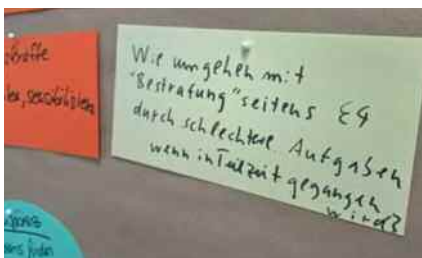 Wie umgehen mit
"Bestrafung" seitens EG
durch schlechtere Aufgaben
wenn in Teilzeit gegangen
wird?